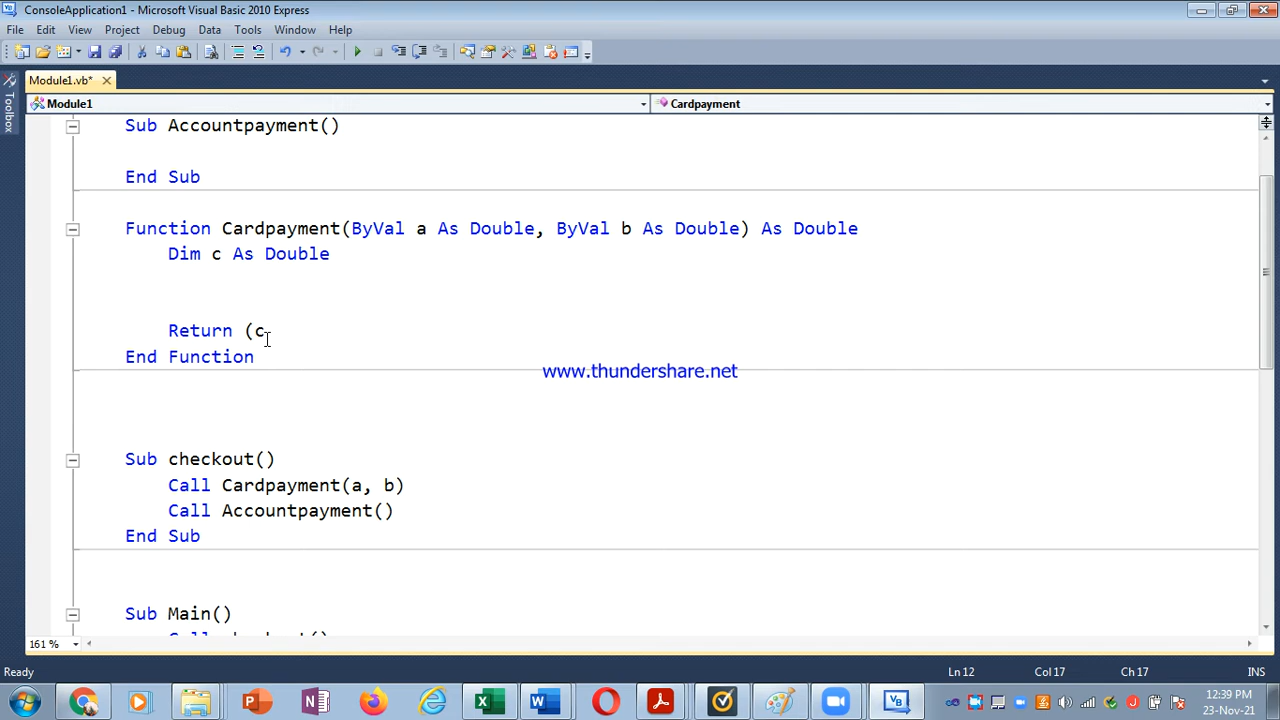 ConsoleApplication1 - Microsoft Visual Basic 2010 Express
File Edit View Project Debug Data Tools Window Help
Module1.vb*
Toolbox
Module1
Cardpayment
Sub Accountpayment()
End Sub
Function Cardpayment(ByVal a As Double, ByVal b As Double) As Double
Dim c As Double
Return (c
End Function
www.thundershare.net
Sub checkout()
Call Cardpayment(a, b)
Call Accountpayment()
End Sub
Sub Main()
161 %
Ready
Ln 12
Col 17
Ch 17
INS
12:39 PM
23-Nov-21